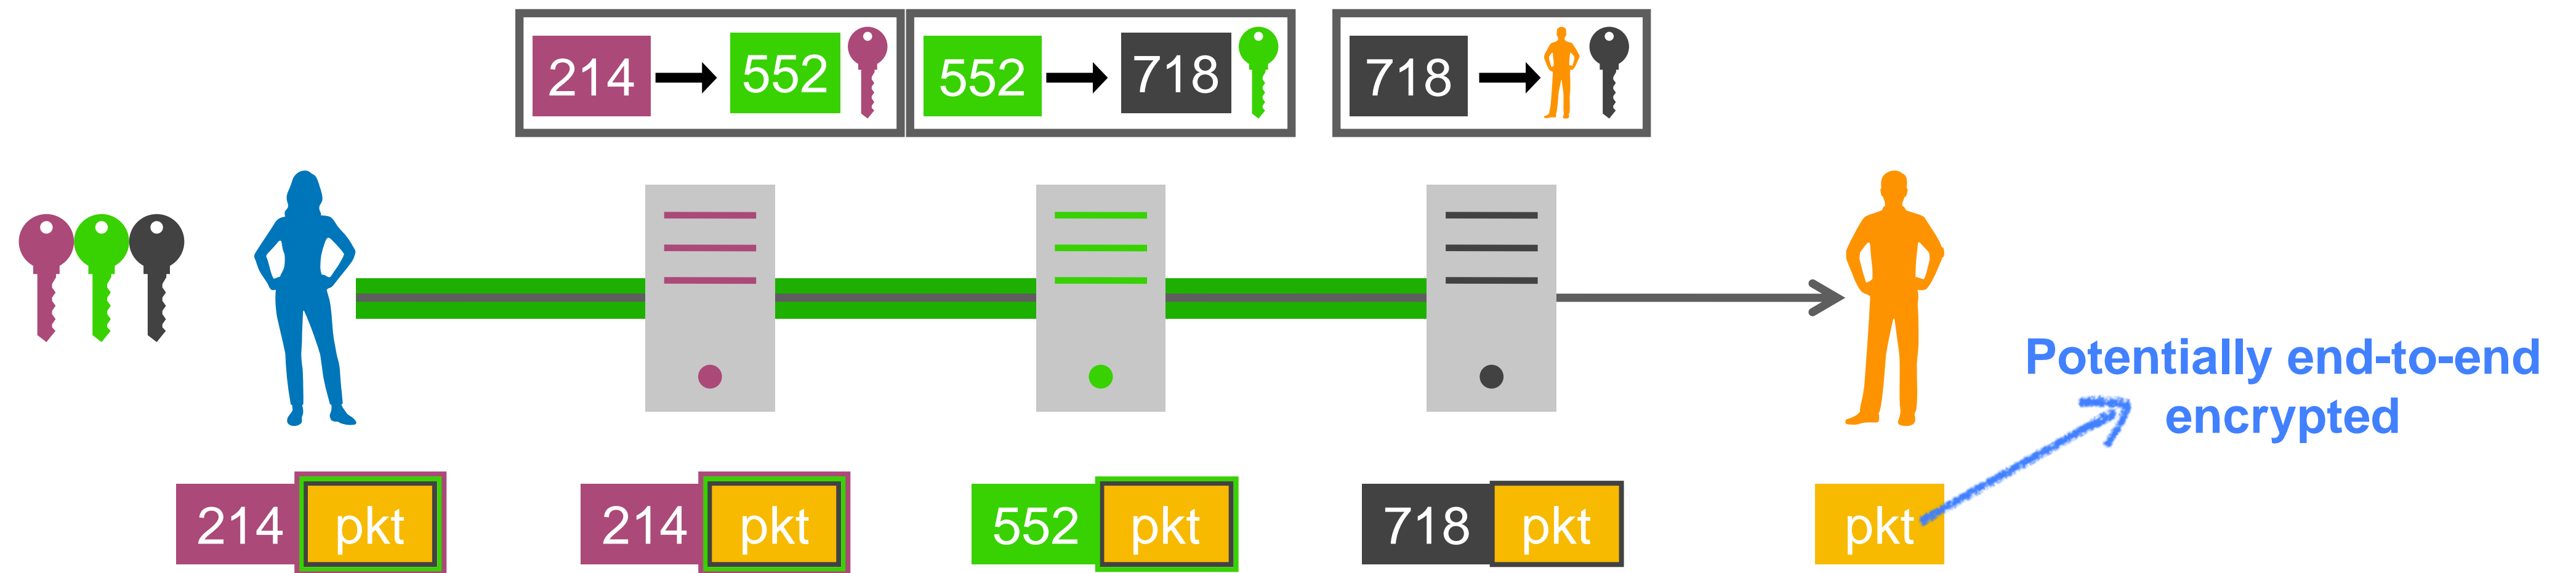 214 552
552 718
718
Potentially end-to-end
encrypted
214 pkt
214 pkt
552 pkt
718 pkt
pkt